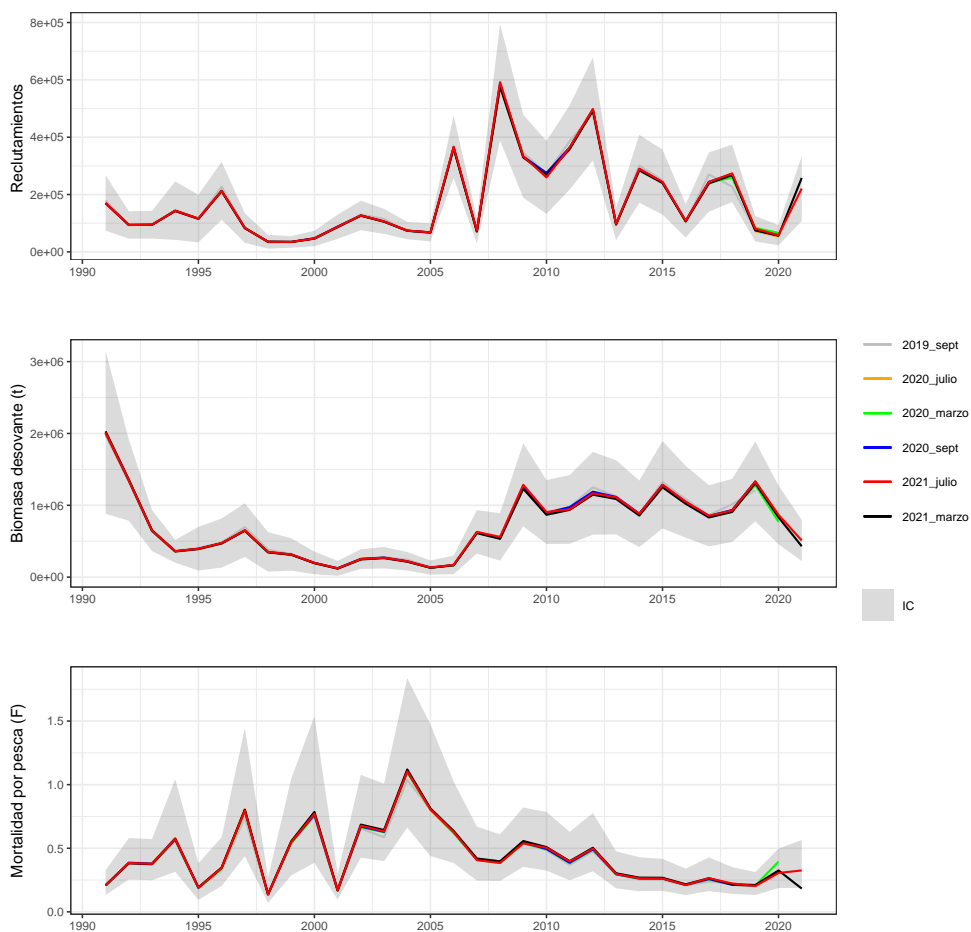 Reclutamientos
8e+05
6e+05
4e+05
2e+05
0e+00
1990 1995 2000 2005 2010 2015 2020
Biomasa desovante (t)
3e+06
2e+06
1e+06
0e+00
1990 1995 2000 2005 2010 2015 2020
2019_sept
2020_julio
2020_marzo
2020_sept
2021_julio
2021_marzo
IC
Mortalidad por pesca (F)
1.5
1.0
0.5
0.0
1990 1995 2000 2005 2010 2015 2020